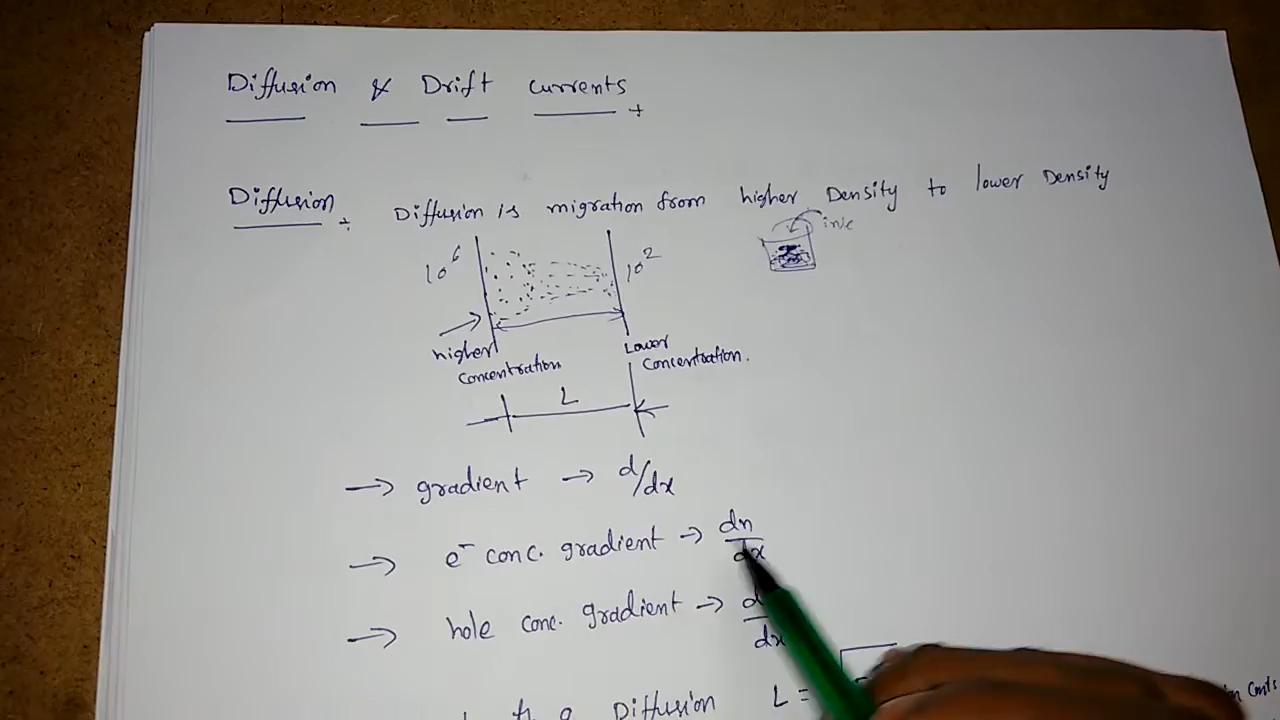 Diffusion & Drift currents
Diffusion : Diffusion is migration from higher Density to lower Density
ink
10^6
10^2
higher Concentration
Lower Concentration.
L
→ gradient → d/dx
→ e⁻ conc. gradient → dn/dx
→ hole conc. gradient → d /dx
Diffusion L =